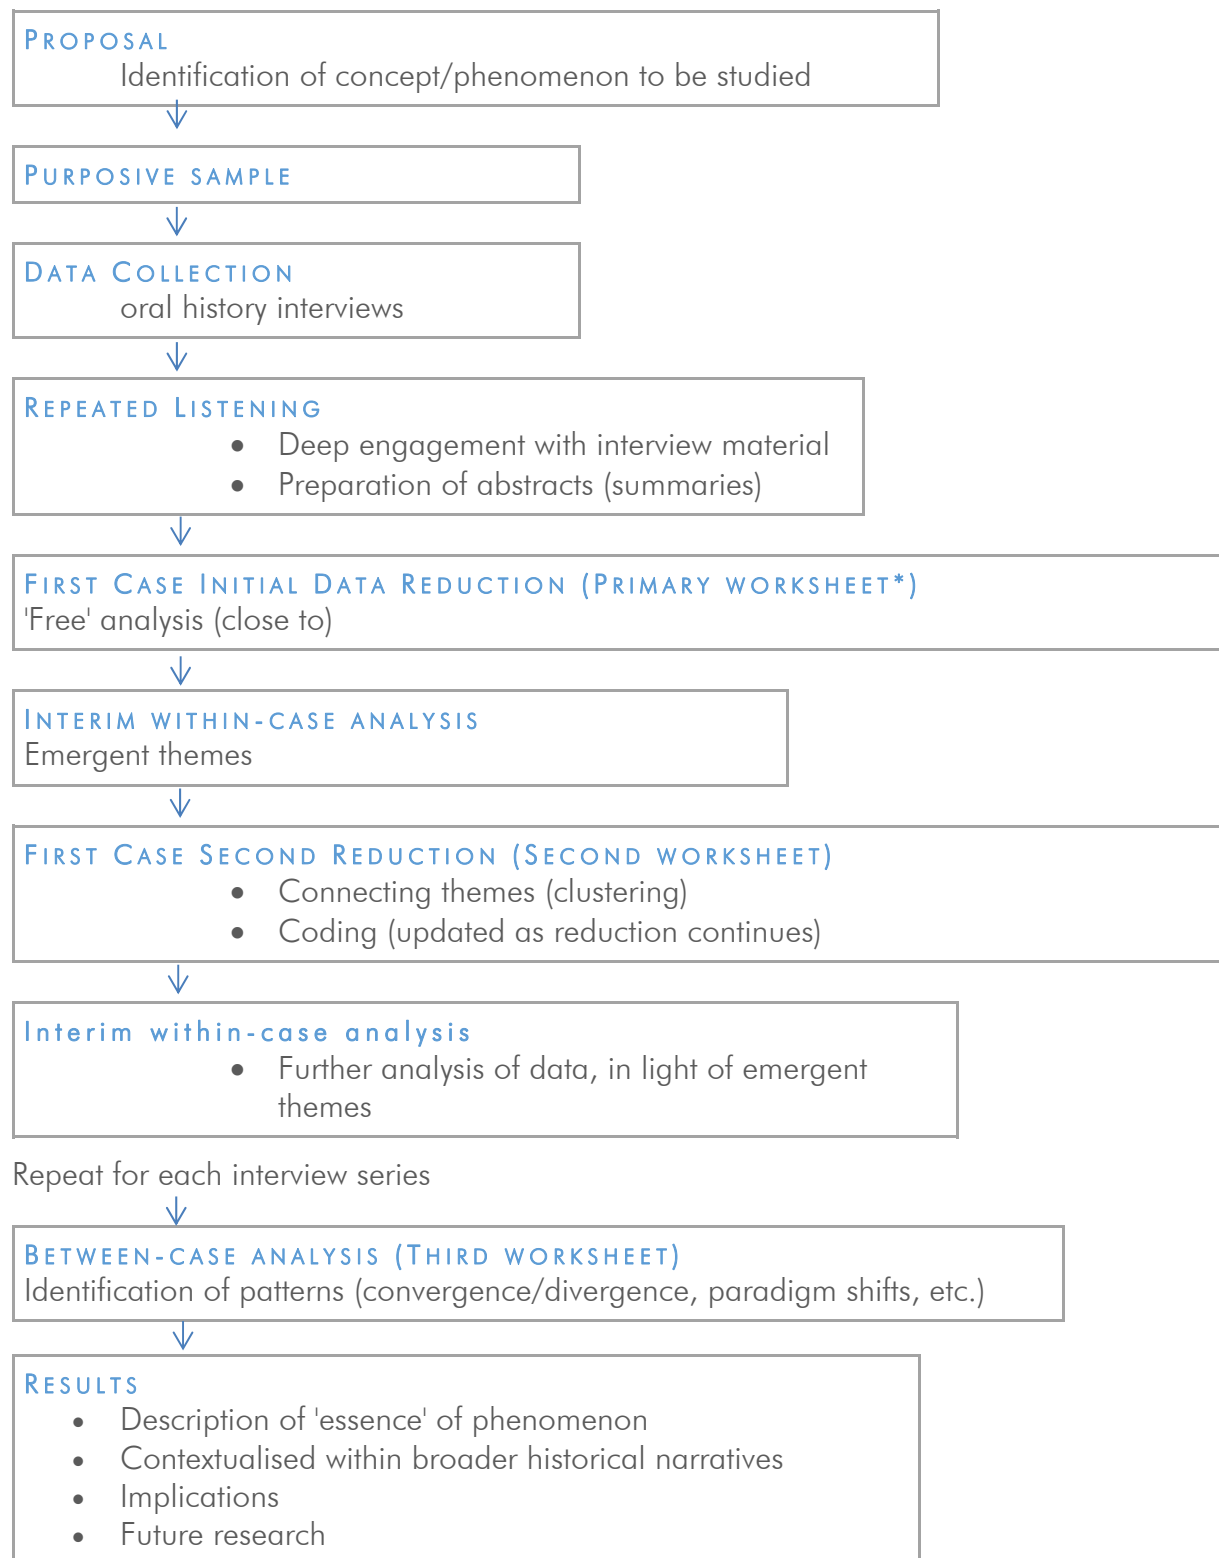 PROPOSAL
Identification of concept/phenomenon to be studied
PURPOSIVE SAMPLE
DATA COLLECTION
oral history interviews
REPEATED LISTENING
• Deep engagement with interview material
• Preparation of abstracts (summaries)
FIRST CASE INITIAL DATA REDUCTION (PRIMARY WORKSHEET*)
'Free' analysis (close to)
INTERIM WITHIN-CASE ANALYSIS
Emergent themes
FIRST CASE SECOND REDUCTION (SECOND WORKSHEET)
• Connecting themes (clustering)
• Coding (updated as reduction continues)
Interim within-case analysis
• Further analysis of data, in light of emergent
themes
Repeat for each interview series
BETWEEN-CASE ANALYSIS (THIRD WORKSHEET)
Identification of patterns (convergence/divergence, paradigm shifts, etc.)
RESULTS
• Description of 'essence' of phenomenon
• Contextualised within broader historical narratives
• Implications
• Future research